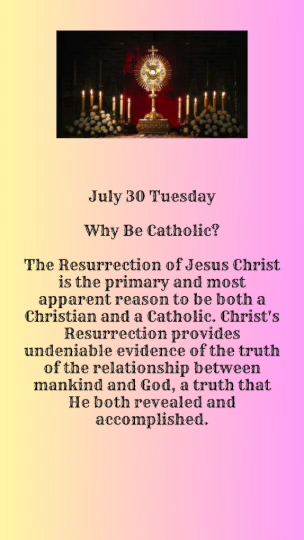 July 30 Tuesday
Why Be Catholic?
The Resurrection of Jesus Christ
is the primary and most
apparent reason to be both a
Christian and a Catholic. Christ's
Resurrection provides
undeniable evidence of the truth
of the relationship between
mankind and God, a truth that
He both revealed and
accomplished.